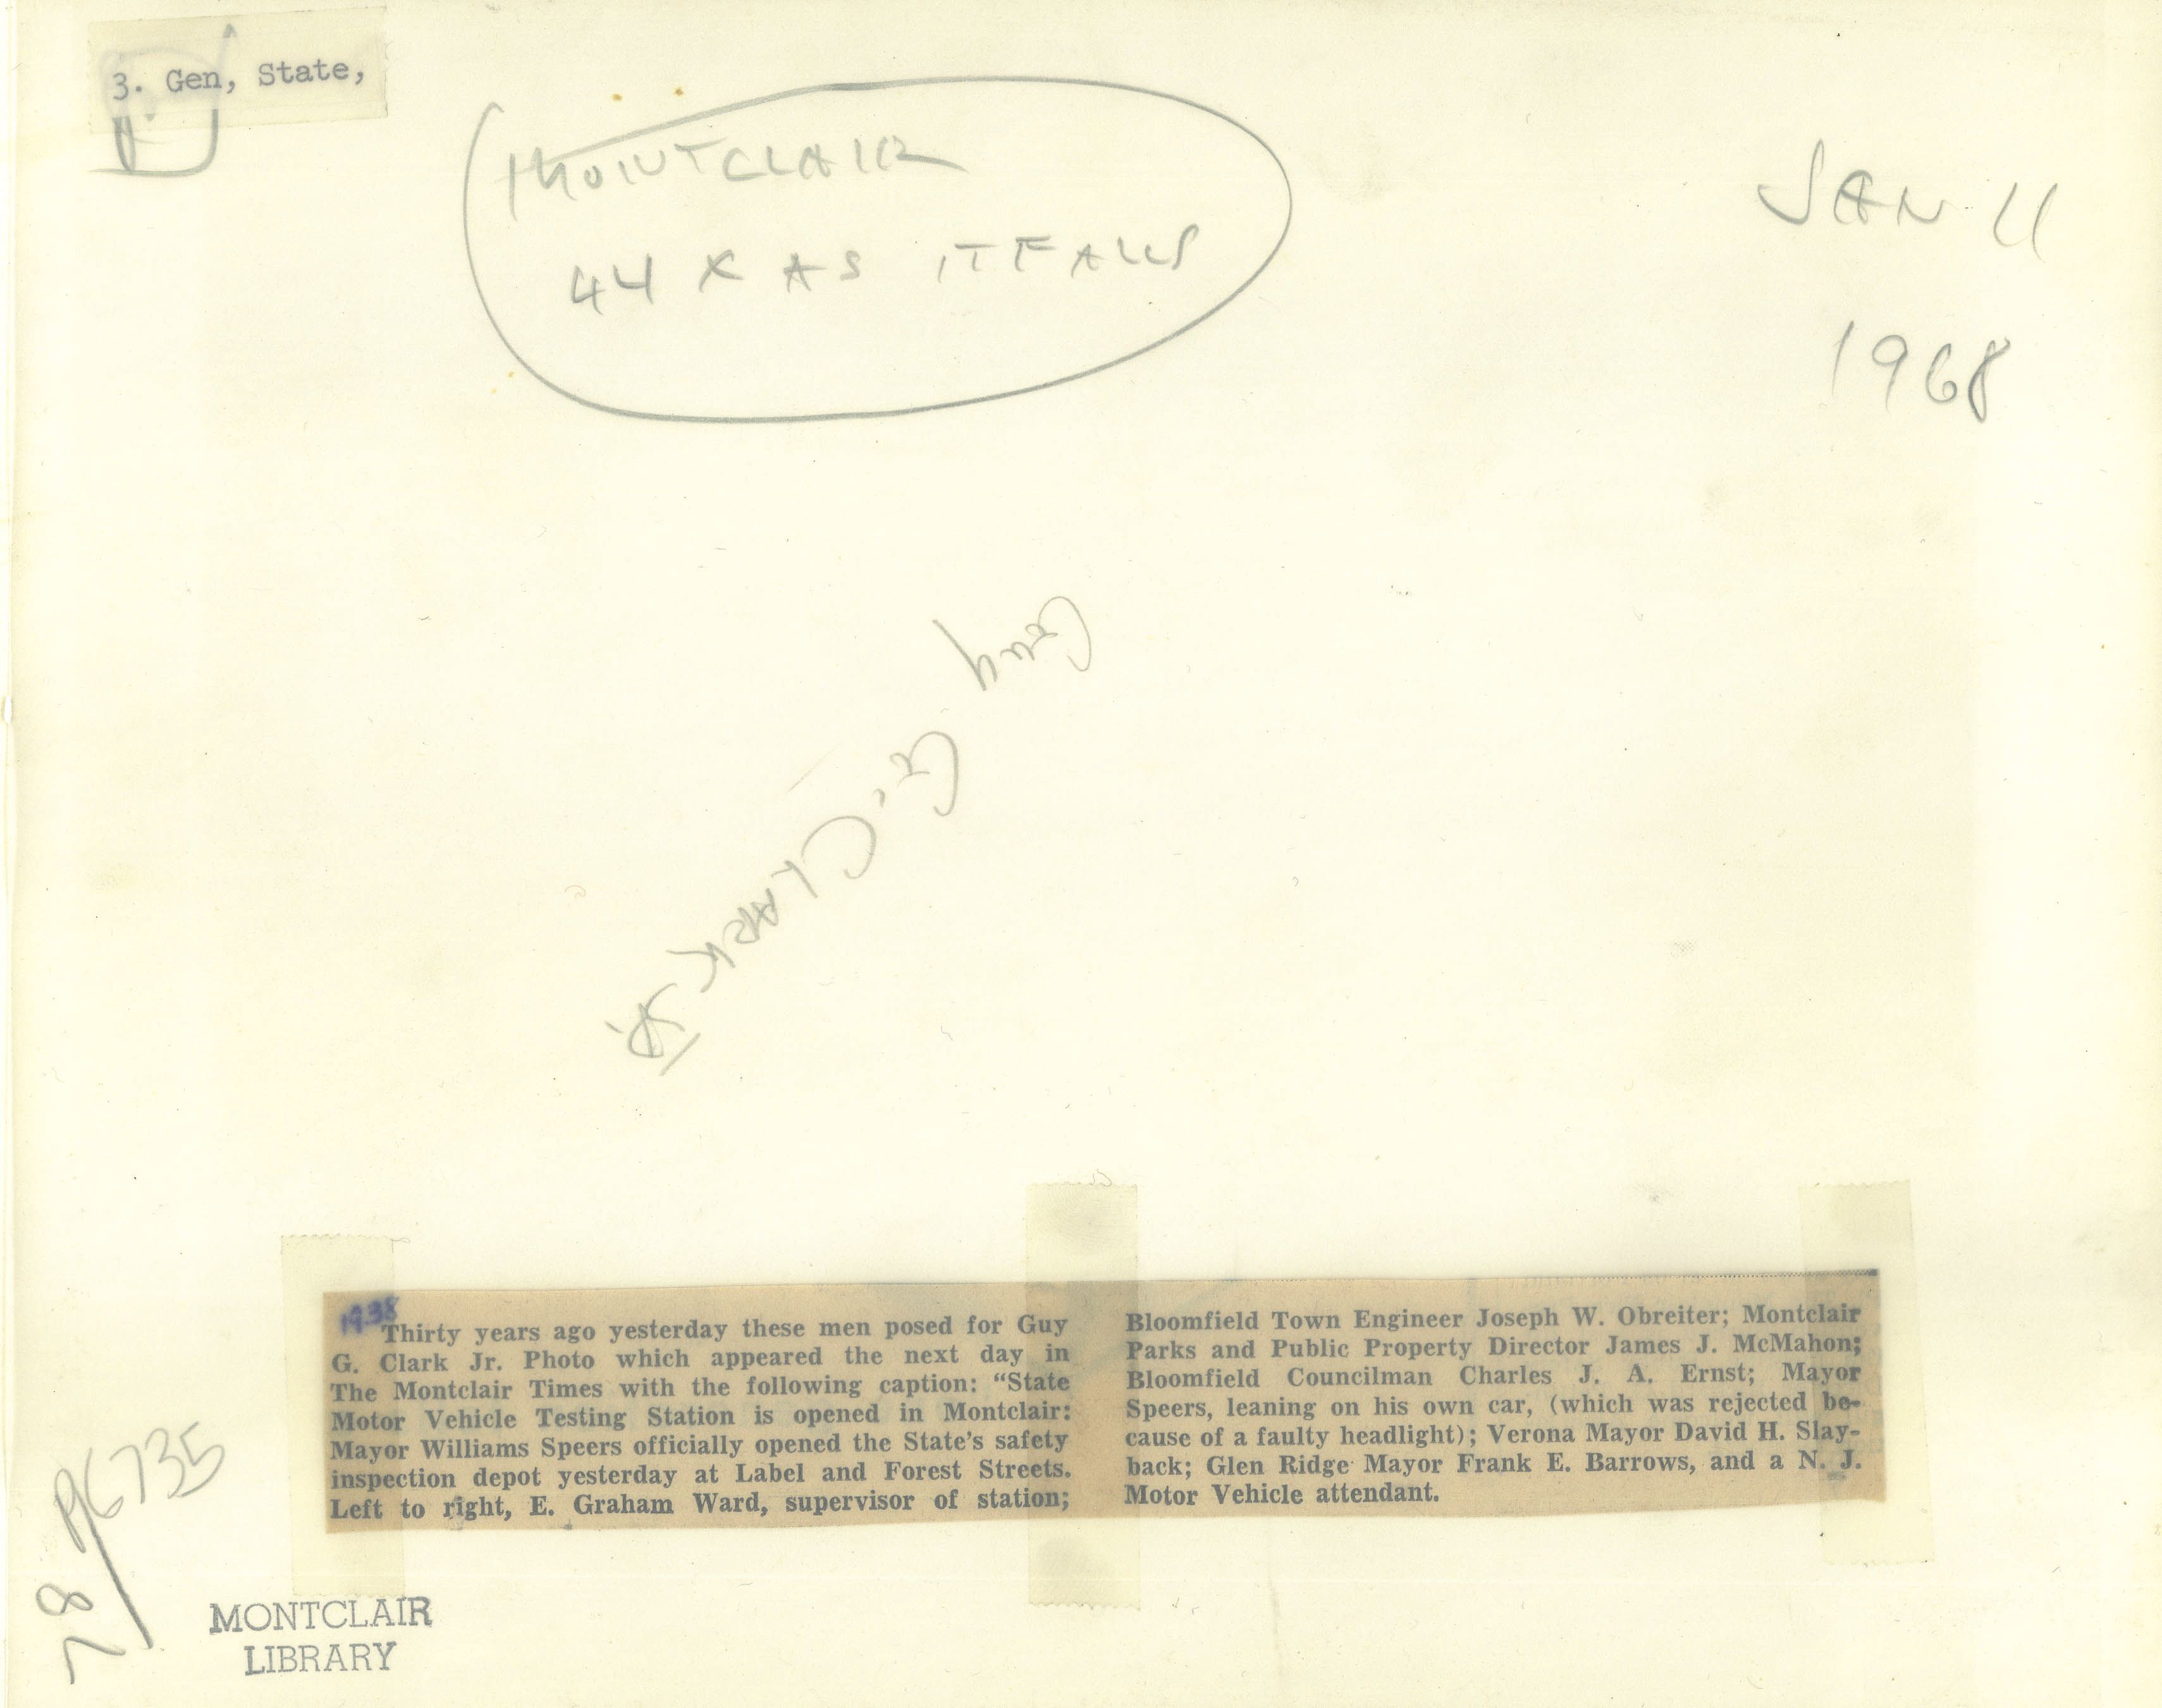 3. Gen, State,
MONTCLAIR
44 X AS IT FALLS
JAN 11
1968
Guy
G. CLARK
JR.
1938
Thirty years ago yesterday these men posed for Guy
G. Clark Jr. Photo which appeared the next day in
The Montclair Times with the following caption: “State
Motor Vehicle Testing Station is opened in Montclair:
Mayor Williams Speers officially opened the State’s safety
inspection depot yesterday at Label and Forest Streets.
Left to right, E. Graham Ward, supervisor of station;
Bloomfield Town Engineer Joseph W. Obreiter; Montclair
Parks and Public Property Director James J. McMahon;
Bloomfield Councilman Charles J. A. Ernst; Mayor
Speers, leaning on his own car, (which was rejected be-
cause of a faulty headlight); Verona Mayor David H. Slay-
back; Glen Ridge Mayor Frank E. Barrows, and a N. J.
Motor Vehicle attendant.
78/
MONTCLAIR
LIBRARY